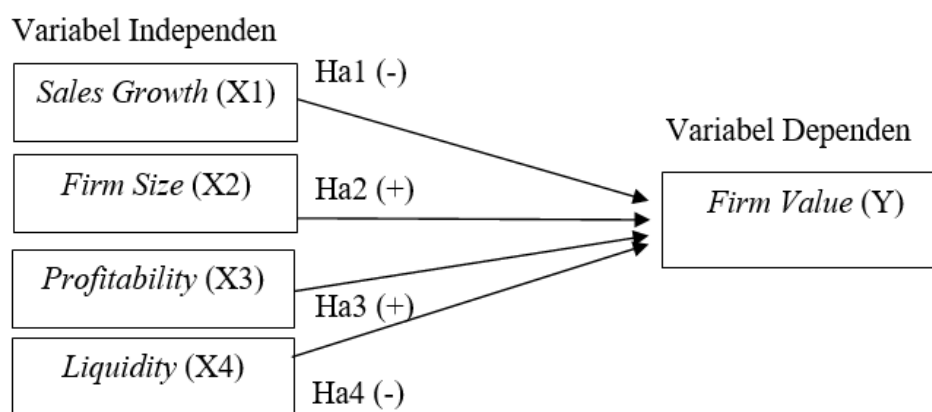 Variabel Independen
Sales Growth (X1)
Ha1 (-)
Variabel Dependen
Firm Size (X2)
Ha2 (+)
Firm Value (Y)
Profitability (X3)
Ha3 (+)
Liquidity (X4)
Ha4 (-)